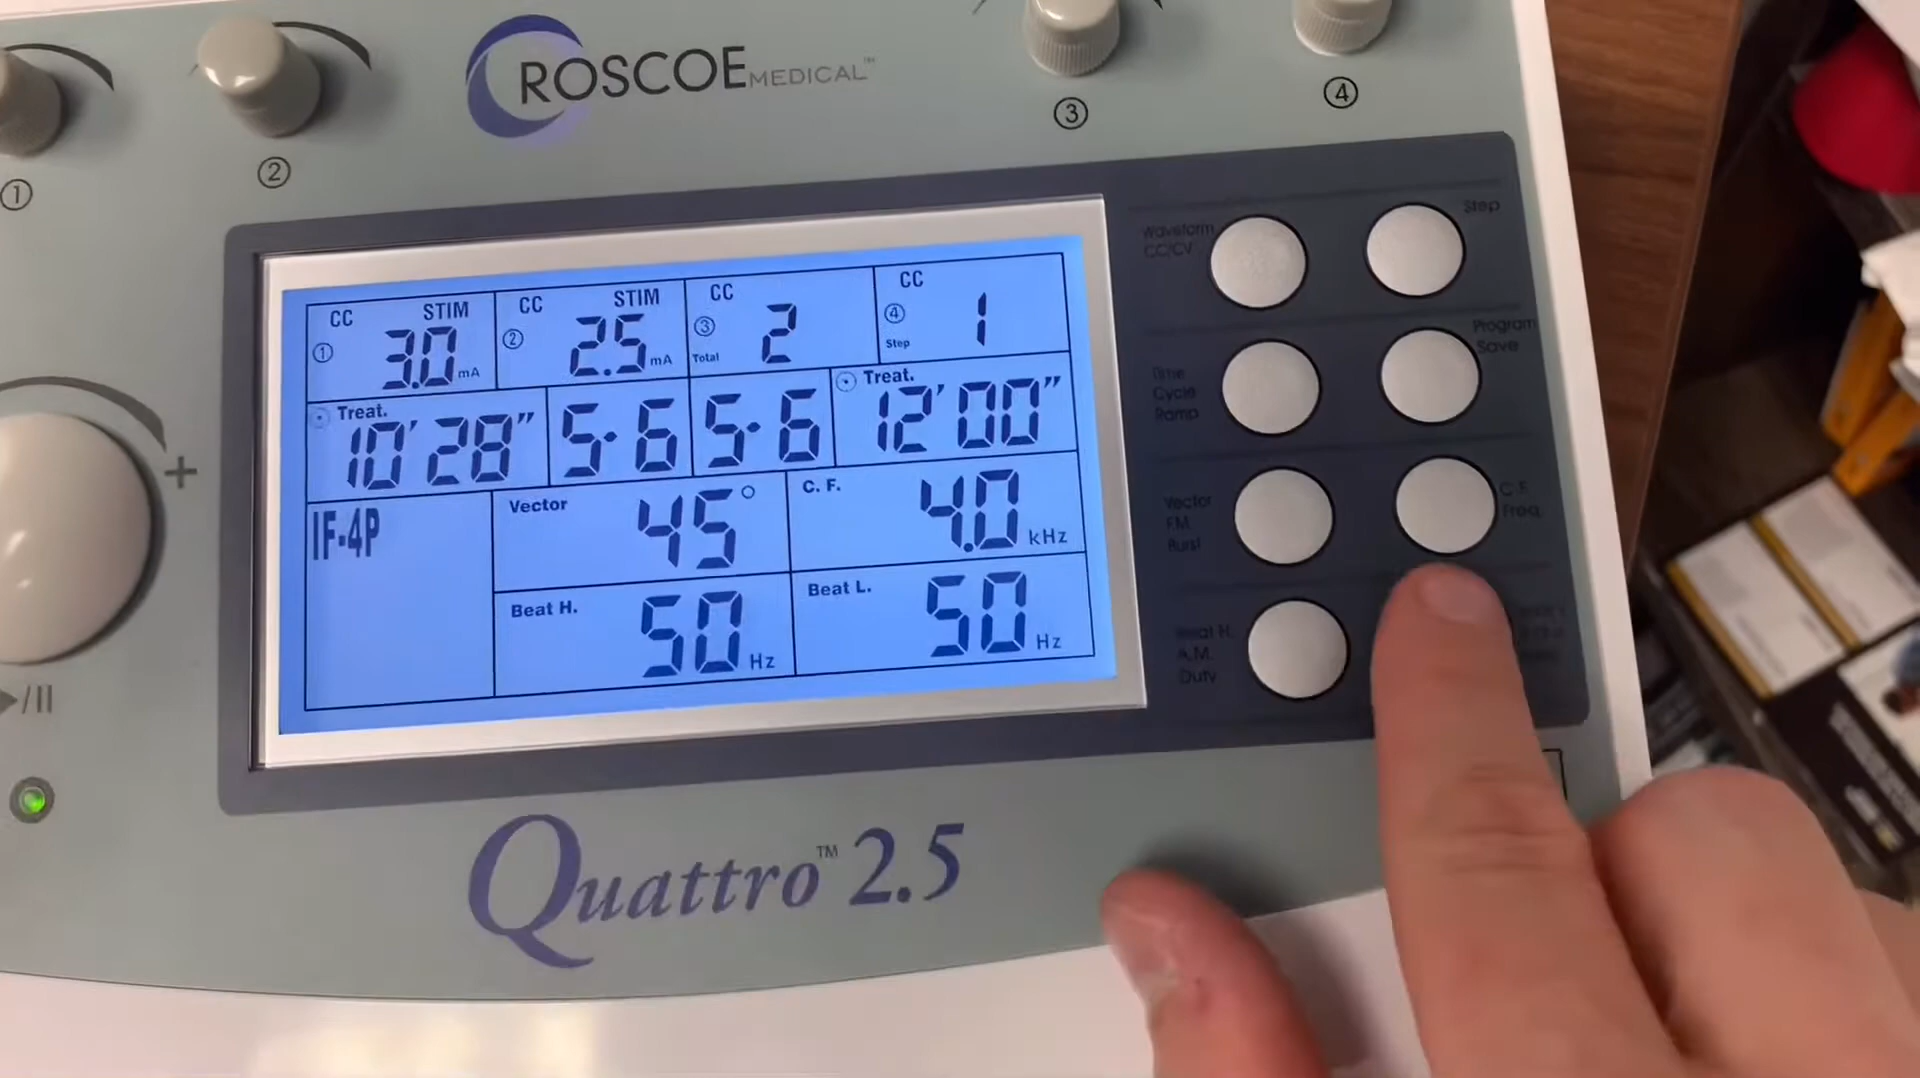 ROSCOE MEDICAL™
① ② ③ ④
CC STIM
① 3.0 mA
CC STIM
② 2.5 mA
CC
③ 2
Total
CC
④ 1
Step
Treat.
10' 28"
5·6
5·6
Treat.
12' 00"
IF-4P
Vector 45°
C. F. 4.0 kHz
Beat H. 50 Hz
Beat L. 50 Hz
Waveform
CC/CV
Step
Time
Cycle
Ramp
Program
Save
Vector
F.M.
Burst
C.F.
Freq.
Beat H.
A.M.
Duty
+
/II
Quattro™ 2.5